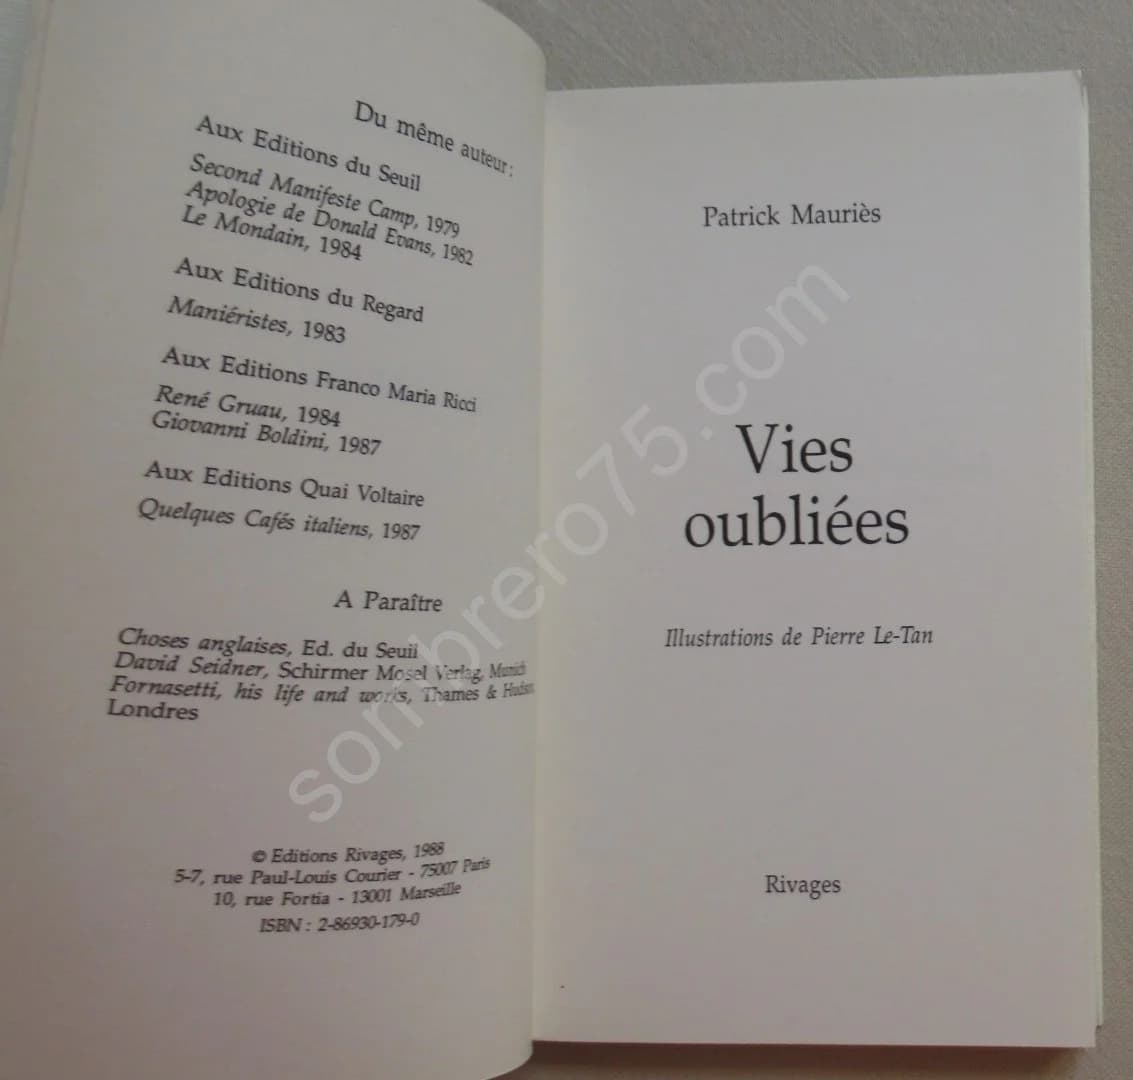 Du même auteur :
Aux Editions du Seuil
Second Manifeste Camp, 1979
Apologie de Donald Evans, 1982
Le Mondain, 1984
Aux Editions du Regard
Maniéristes, 1983
Aux Editions Franco Maria Ricci
René Gruau, 1984
Giovanni Boldini, 1987
Aux Editions Quai Voltaire
Quelques Cafés italiens, 1987
A Paraître
Choses anglaises, Ed. du Seuil
David Seidner, Schirmer Mosel Verlag, Munich
Fornasetti, his life and works, Thames & Hudson
Londres
© Editions Rivages, 1988
5-7, rue Paul-Louis Courier - 75007 Paris
10, rue Fortia - 13001 Marseille
ISBN : 2-86930-179-0
Patrick Mauriès
Vies
oubliées
Illustrations de Pierre Le-Tan
Rivages
sombrero75.com